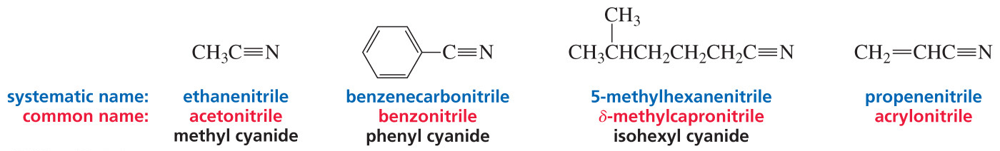 CH₃
CH₃C≡N
C≡N
CH₃CHCH₂CH₂CH₂C≡N
CH₂=CHC≡N
systematic name: ethanenitrile benzenecarbonitrile 5-methylhexanenitrile propenenitrile
common name: acetonitrile benzonitrile δ-methylcapronitrile acrylonitrile
methyl cyanide phenyl cyanide isohexyl cyanide